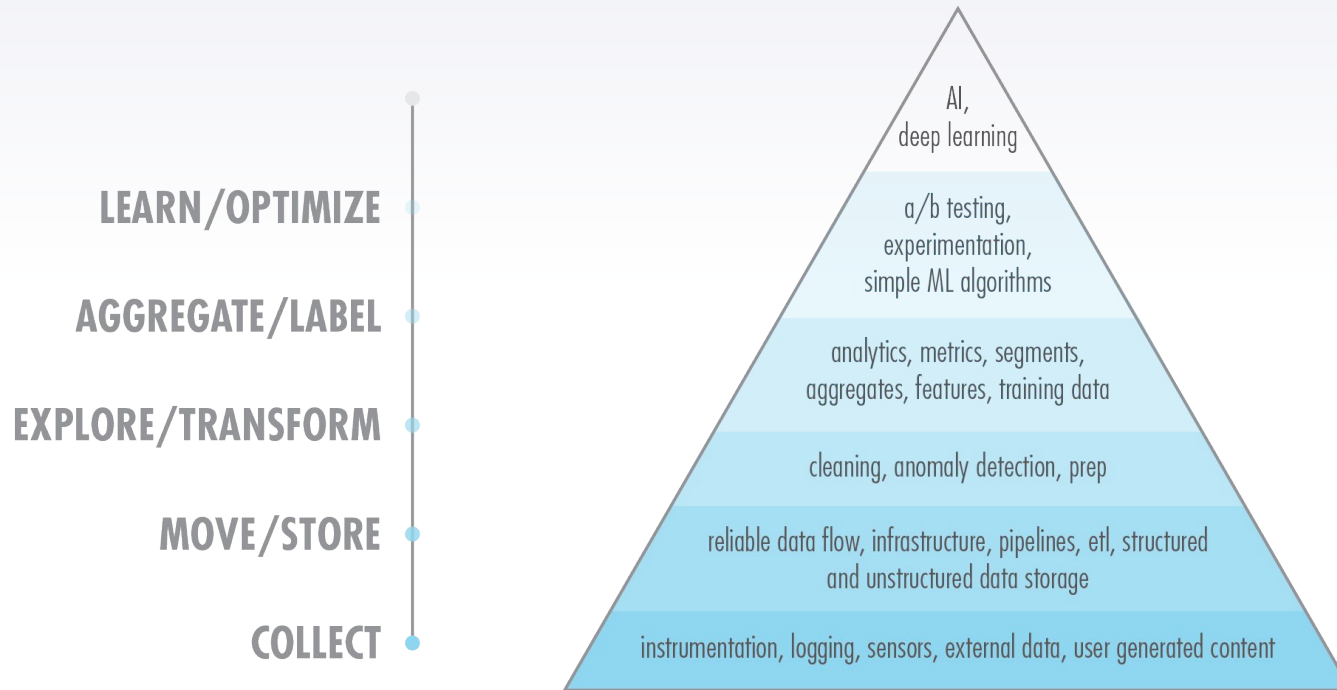 LEARN/OPTIMIZE
AGGREGATE/LABEL
EXPLORE/TRANSFORM
MOVE/STORE
COLLECT
AI,
deep learning
a/b testing,
experimentation,
simple ML algorithms
analytics, metrics, segments,
aggregates, features, training data
cleaning, anomaly detection, prep
reliable data flow, infrastructure, pipelines, etl, structured
and unstructured data storage
instrumentation, logging, sensors, external data, user generated content